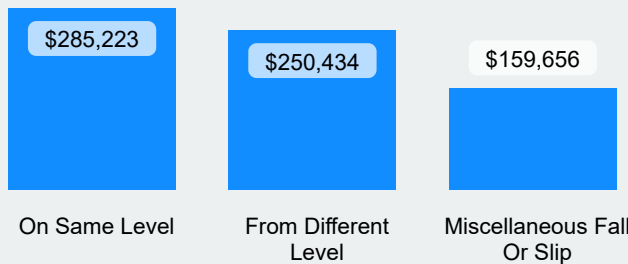 $285,223
$250,434
$159,656
On Same Level
From Different
Level
Miscellaneous Fall
Or Slip